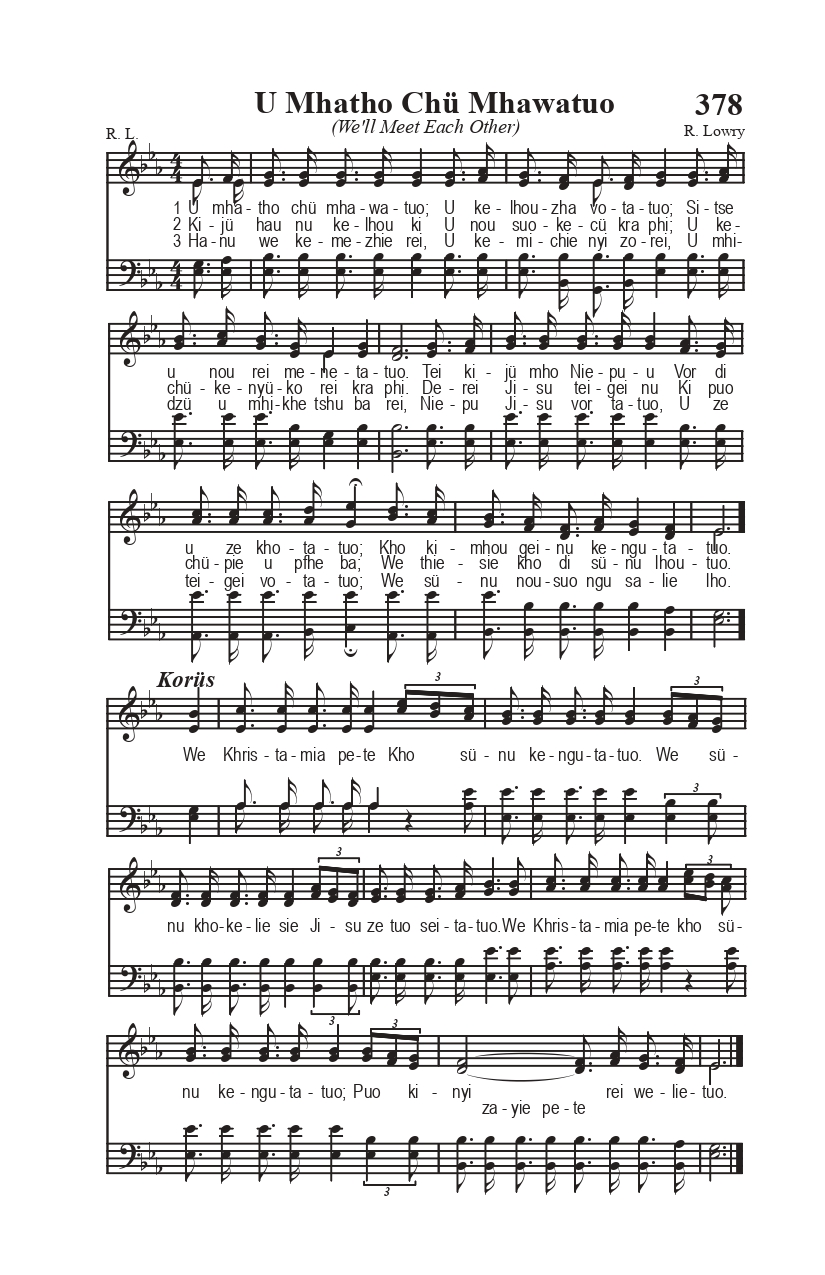 U Mhatho Chü Mhawatuo 378
(We'll Meet Each Other)
R. L. R. Lowry
1 U mha-tho chü mha-wa-tuo; U ke-lhou-zha vo-ta-tuo; Si-tse
2 Ki-jü hau nu ke-lhou ki U nou suo-ke-cü kra phi; U ke-
3 Ha-nu we ke-me-zhie rei, U ke-mi-chie nyi zo-rei, U mhi-
u nou rei me-he-ta-tuo. Tei ki-jü mho Nie-pu-u Vor di
chü-ke-nyü-ko rei kra phi. De-rei Ji-su tei-gei nu Ki puo
dzü u mhi-khe tshu ba rei, Nie-pu Ji-su vor ta-tuo, U ze
u ze kho-ta-tuo; Kho ki-mhou gei-nu ke-ngu-ta-tuo.
chü-pie u pfhe ba; We thie-sie kho di sü-nu lhou-tuo.
tei-gei vo-ta-tuo; We sü-nu nou-suo ngu sa-lie lho.
Korüs
3
We Khris-ta-mia pe-te Kho sü-nu ke-ngu-ta-tuo. We sü-
3
3
3
nu kho-ke-lie sie Ji-su ze tuo sei-ta-tuo. We Khris-ta-mia pe-te kho sü-
3
3
3
nu ke-ngu-ta-tuo; Puo ki-nyi rei we-lie-tuo.
za-yie pe-te
3